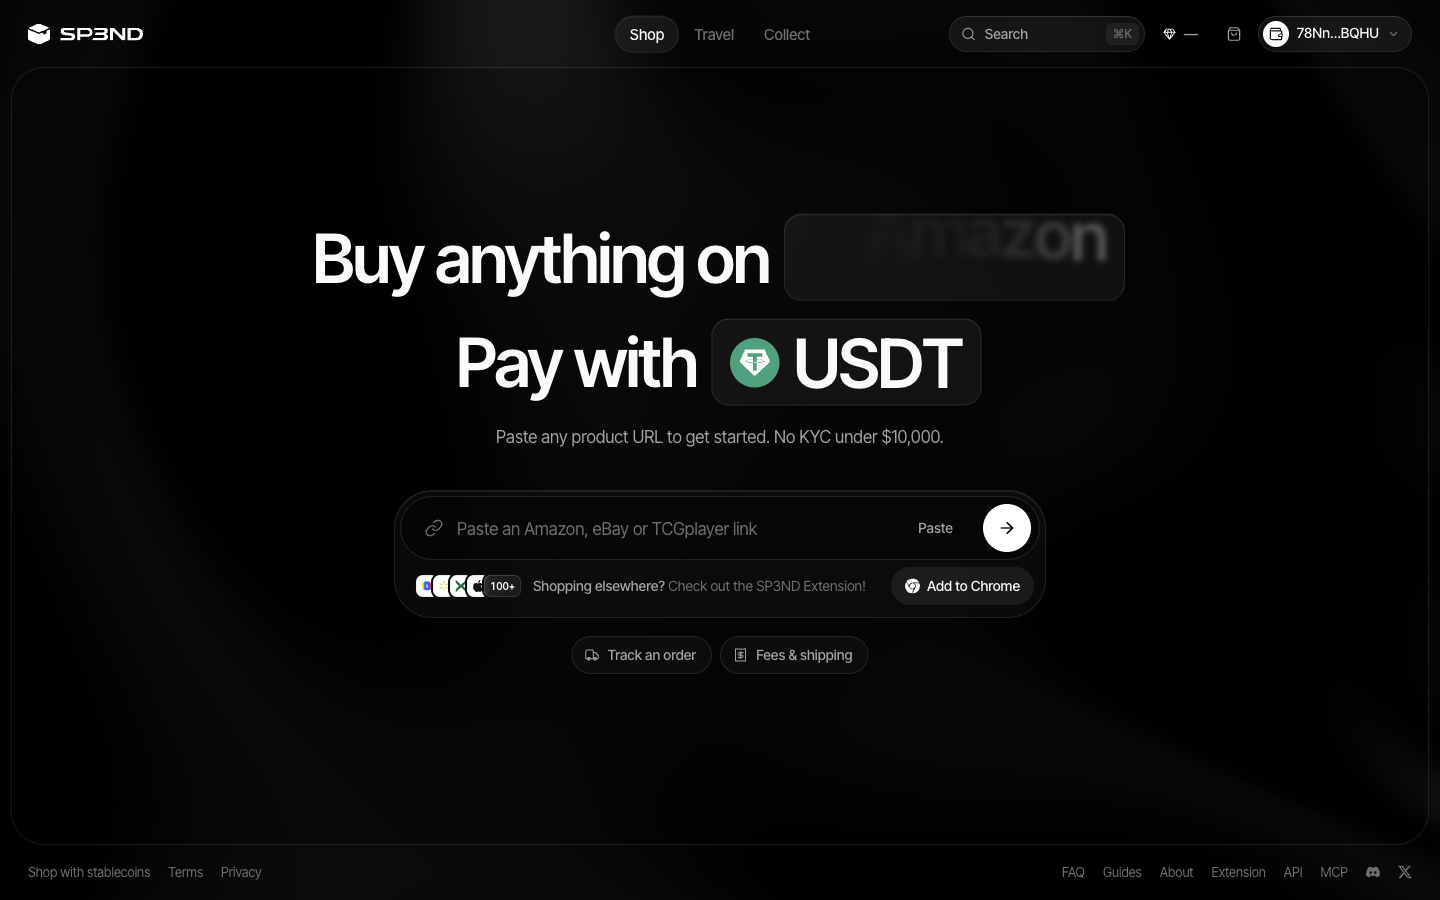 SP3ND
Shop
Travel
Collect
Search
⌘K
—
78Nn...BQHU
Buy anything on Amazon
Pay with USDT
Paste any product URL to get started. No KYC under $10,000.
Paste an Amazon, eBay or TCGplayer link
Paste
100+
Shopping elsewhere? Check out the SP3ND Extension!
Add to Chrome
Track an order
Fees & shipping
Shop with stablecoins
Terms
Privacy
FAQ
Guides
About
Extension
API
MCP